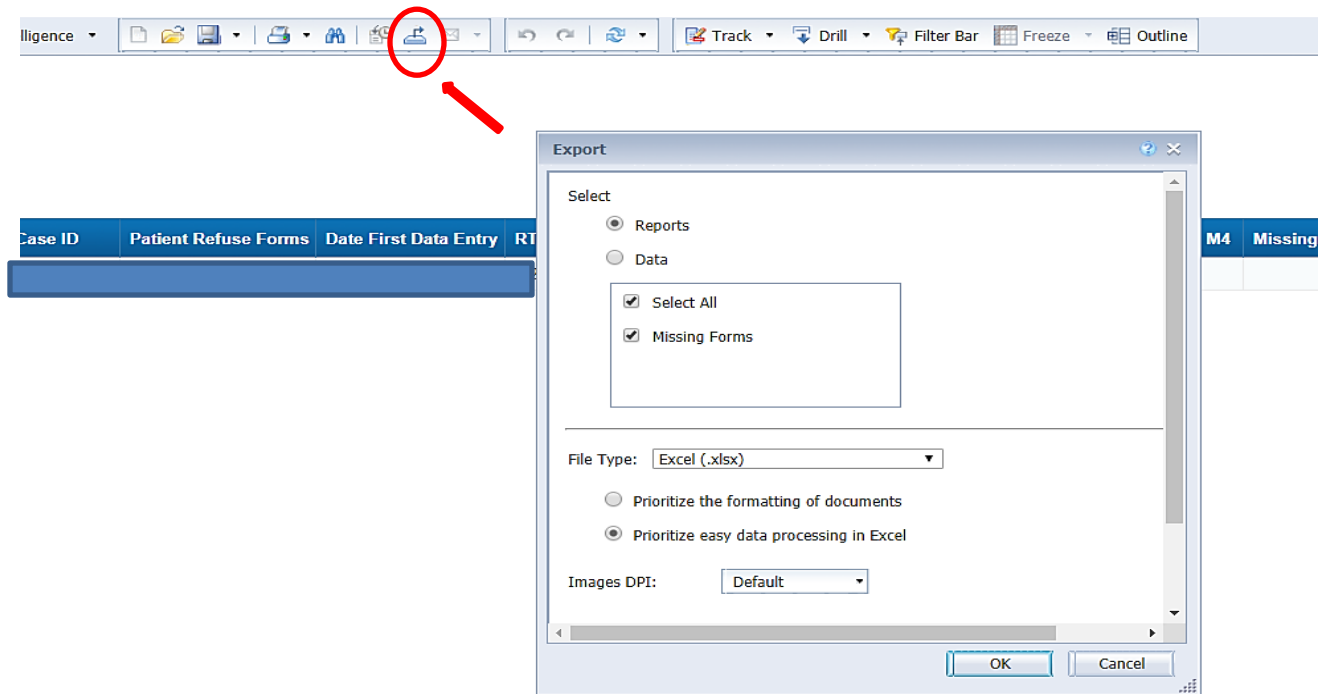 lligence Track Drill Filter Bar Freeze Outline
Export
Select
Reports
Data
Case ID Patient Refuse Forms Date First Data Entry RT M4 Missing
Select All
Missing Forms
File Type: Excel (.xlsx)
Prioritize the formatting of documents
Prioritize easy data processing in Excel
Images DPI: Default
OK Cancel